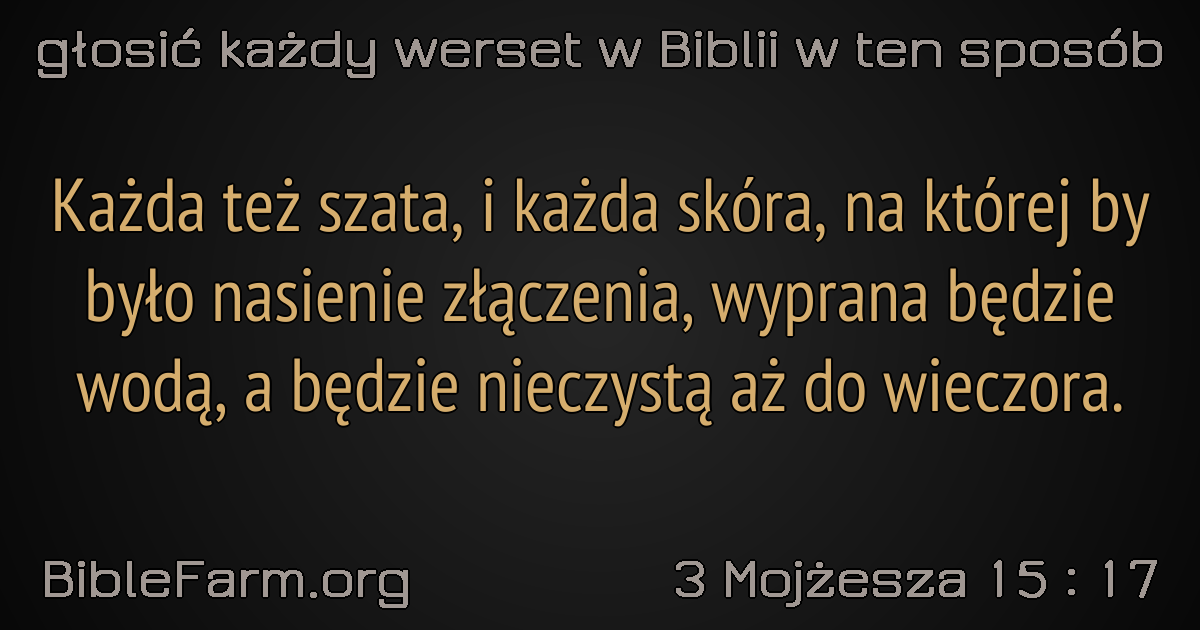 głosić każdy werset w Biblii w ten sposób
Każda też szata, i każda skóra, na której by
było nasienie złączenia, wyprana będzie
wodą, a będzie nieczystą aż do wieczora.
BibleFarm.org
3 Mojżesza 15 : 17